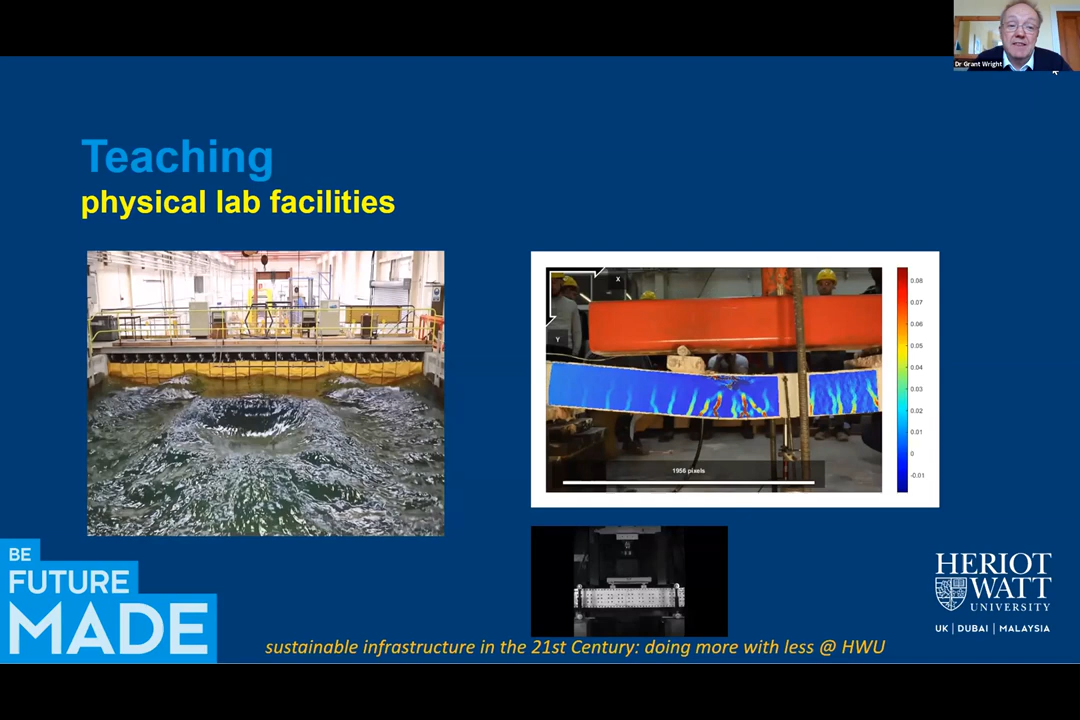 Dr Grant Wright
Teaching
physical lab facilities
X
Y
1956 pixels
0.08
0.07
0.06
0.05
0.04
0.03
0.02
0.01
0
-0.01
BE
FUTURE
MADE
HERIOT
WATT
UNIVERSITY
UK | DUBAI | MALAYSIA
sustainable infrastructure in the 21st Century: doing more with less @ HWU